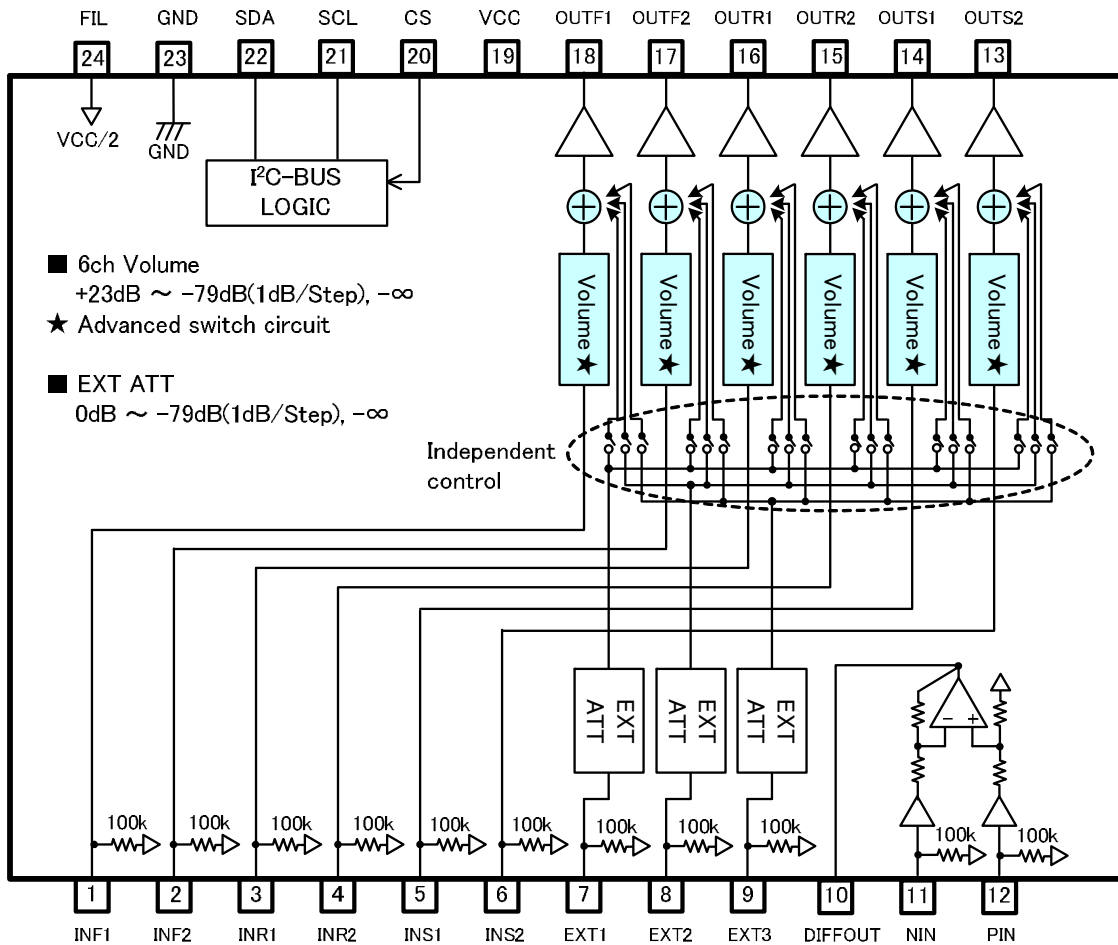 FIL GND SDA SCL CS VCC OUTF1 OUTF2 OUTR1 OUTR2 OUTS1 OUTS2
24 23 22 21 20 19 18 17 16 15 14 13
VCC/2
GND
I²C-BUS
LOGIC
■ 6ch Volume
+23dB ～ -79dB(1dB/Step), -∞
★ Advanced switch circuit
■ EXT ATT
0dB ～ -79dB(1dB/Step), -∞
Volume★ Volume★ Volume★ Volume★ Volume★ Volume★
Independent
control
EXT
ATT
EXT
ATT
EXT
ATT
- +
100k 100k 100k 100k 100k 100k 100k 100k 100k 100k 100k
1 2 3 4 5 6 7 8 9 10 11 12
INF1 INF2 INR1 INR2 INS1 INS2 EXT1 EXT2 EXT3 DIFFOUT NIN PIN